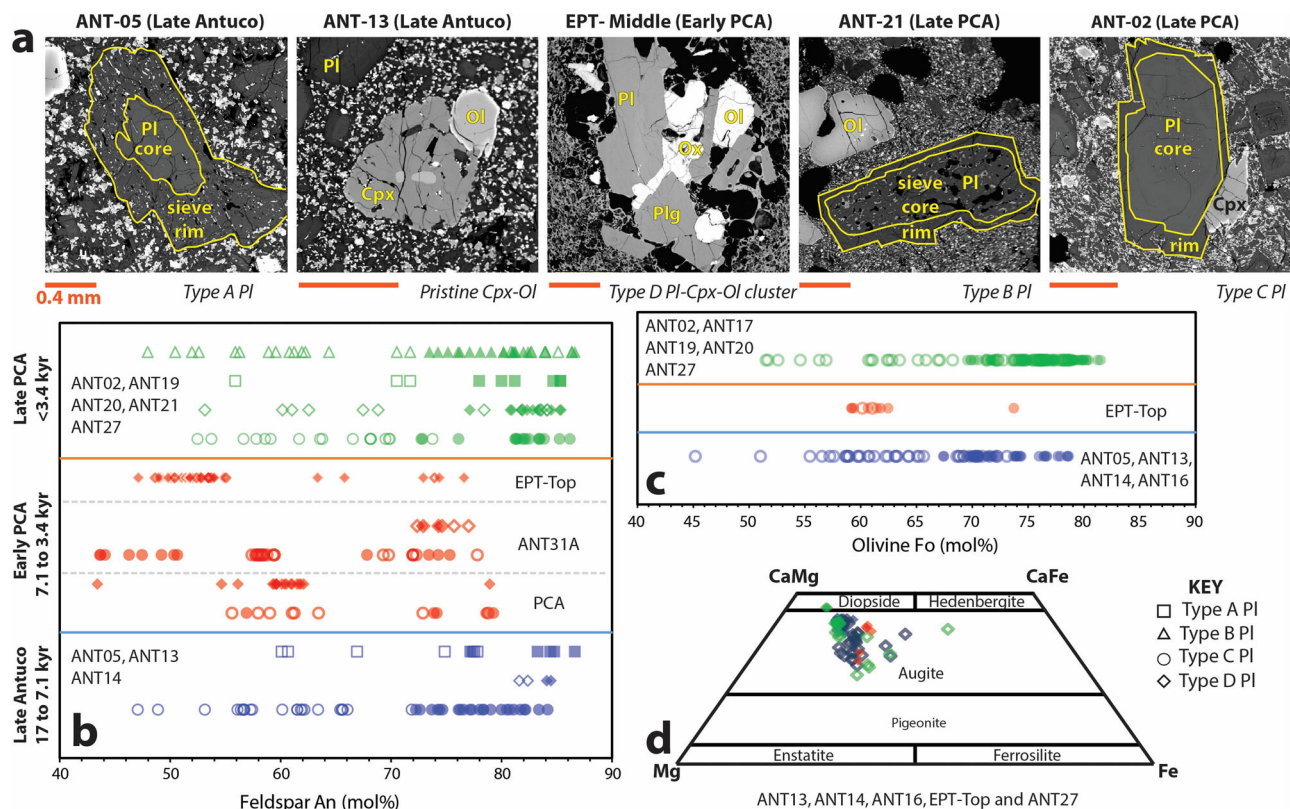 ANT-05 (Late Antuco)
ANT-13 (Late Antuco)
EPT- Middle (Early PCA)
ANT-21 (Late PCA)
ANT-02 (Late PCA)
a
Pl
core
sieve
rim
Pl
Ol
Cpx
Pl
Ol
Ox
Plg
Ol
sieve Pl
core
rim
Pl
core
Cpx
rim
0.4 mm
Type A Pl
Pristine Cpx-Ol
Type D Pl-Cpx-Ol cluster
Type B Pl
Type C Pl
Late PCA
<3.4 kyr
ANT02, ANT19
ANT20, ANT21
ANT27
Early PCA
7.1 to 3.4 kyr
EPT-Top
ANT31A
PCA
Late Antuco
17 to 7.1 kyr
ANT05, ANT13
ANT14
b
40 50 60 70 80 90
Feldspar An (mol%)
ANT02, ANT17
ANT19, ANT20
ANT27
EPT-Top
ANT05, ANT13,
ANT14, ANT16
c
40 45 50 55 60 65 70 75 80 85 90
Olivine Fo (mol%)
CaMg
CaFe
Diopside
Hedenbergite
Augite
Pigeonite
Enstatite
Ferrosilite
d
Mg
Fe
KEY
Type A Pl
Type B Pl
Type C Pl
Type D Pl
ANT13, ANT14, ANT16, EPT-Top and ANT27